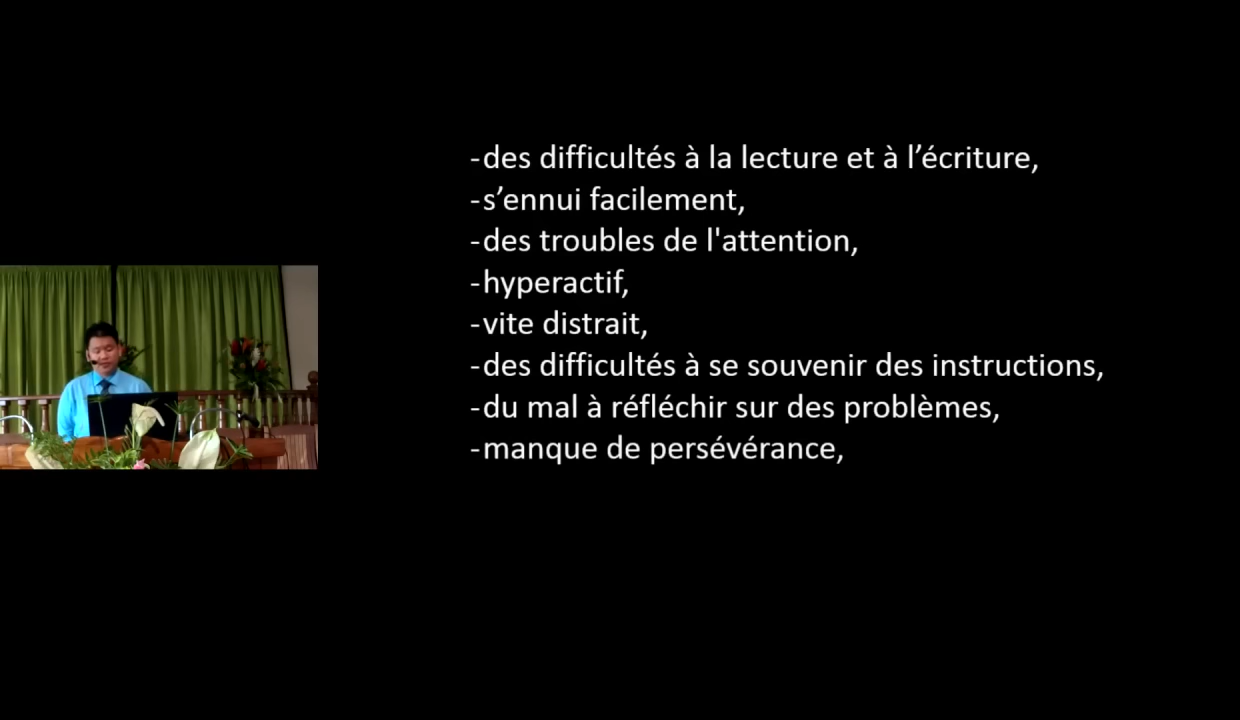 -des difficultés à la lecture et à l’écriture,
-s’ennui facilement,
-des troubles de l'attention,
-hyperactif,
-vite distrait,
-des difficultés à se souvenir des instructions,
-du mal à réfléchir sur des problèmes,
-manque de persévérance,